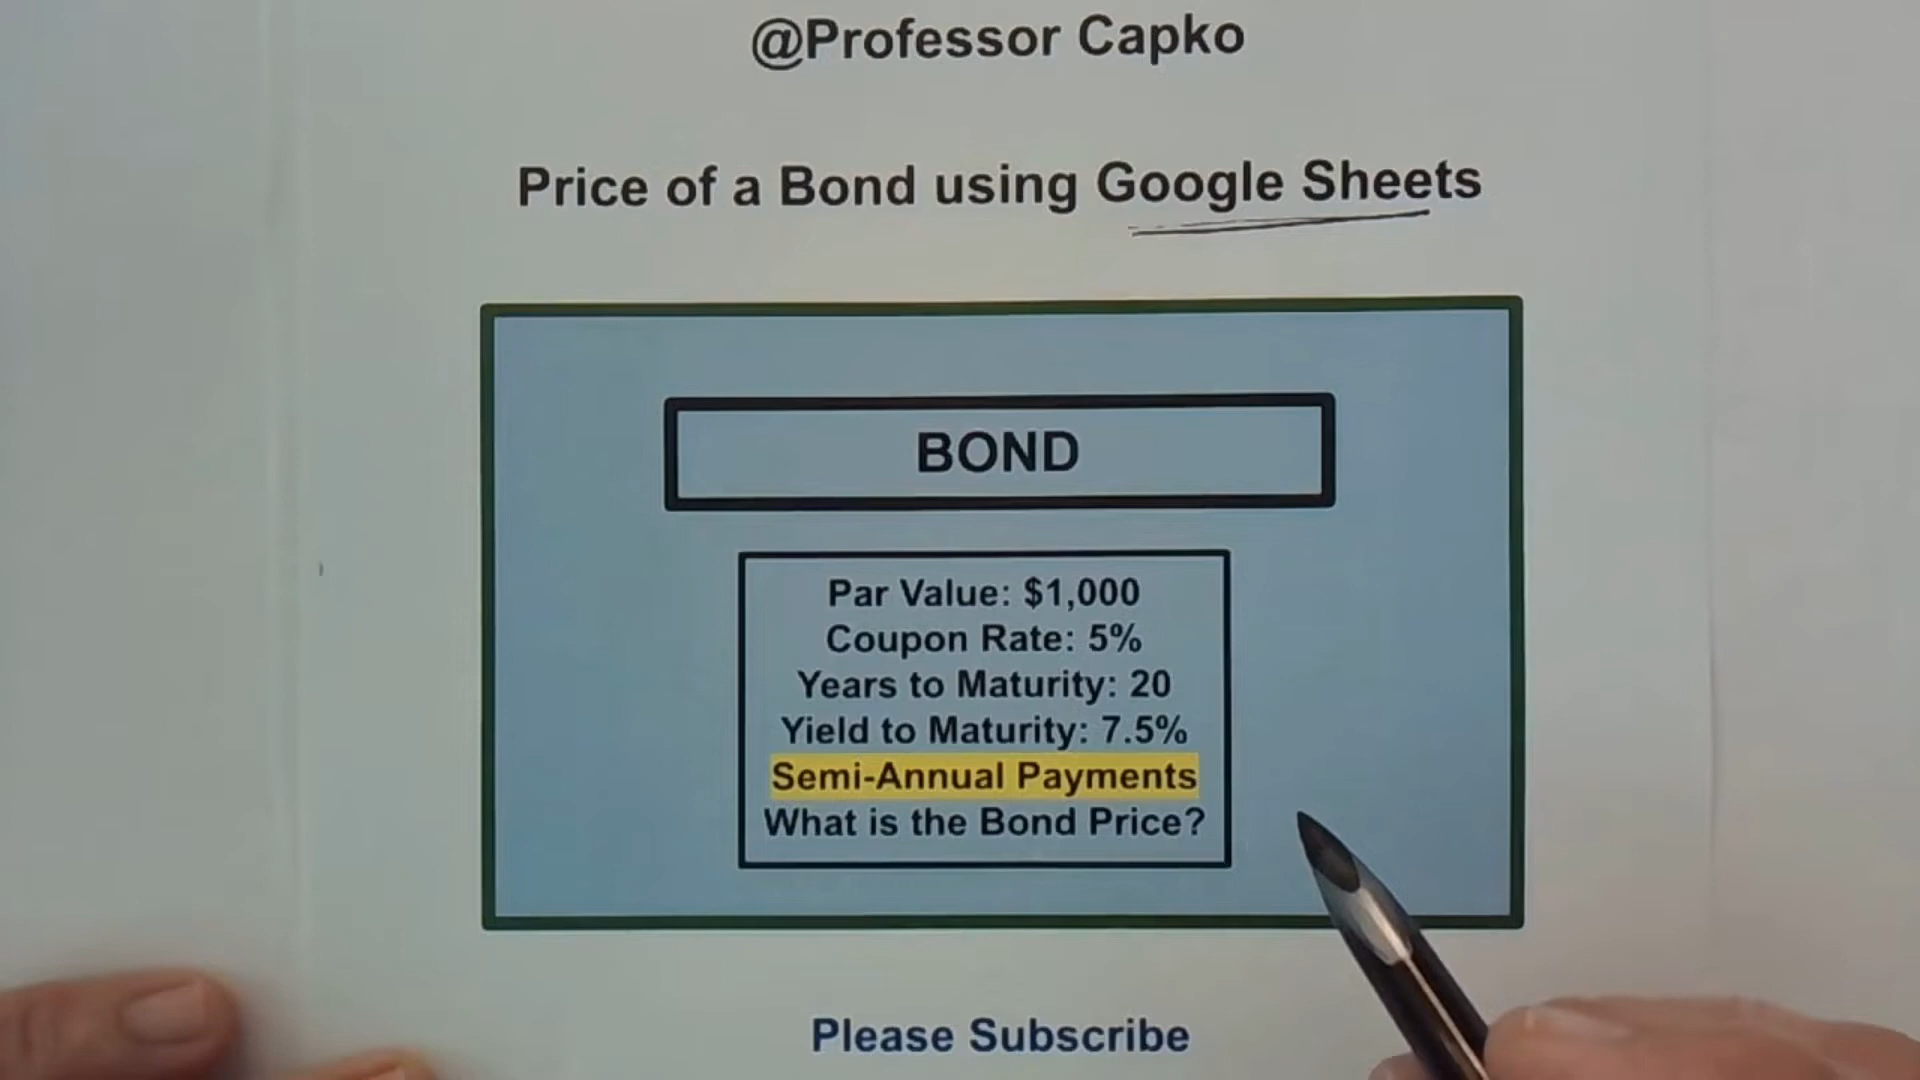 @Professor Capko
Price of a Bond using Google Sheets
BOND
Par Value: $1,000
Coupon Rate: 5%
Years to Maturity: 20
Yield to Maturity: 7.5%
Semi-Annual Payments
What is the Bond Price?
Please Subscribe